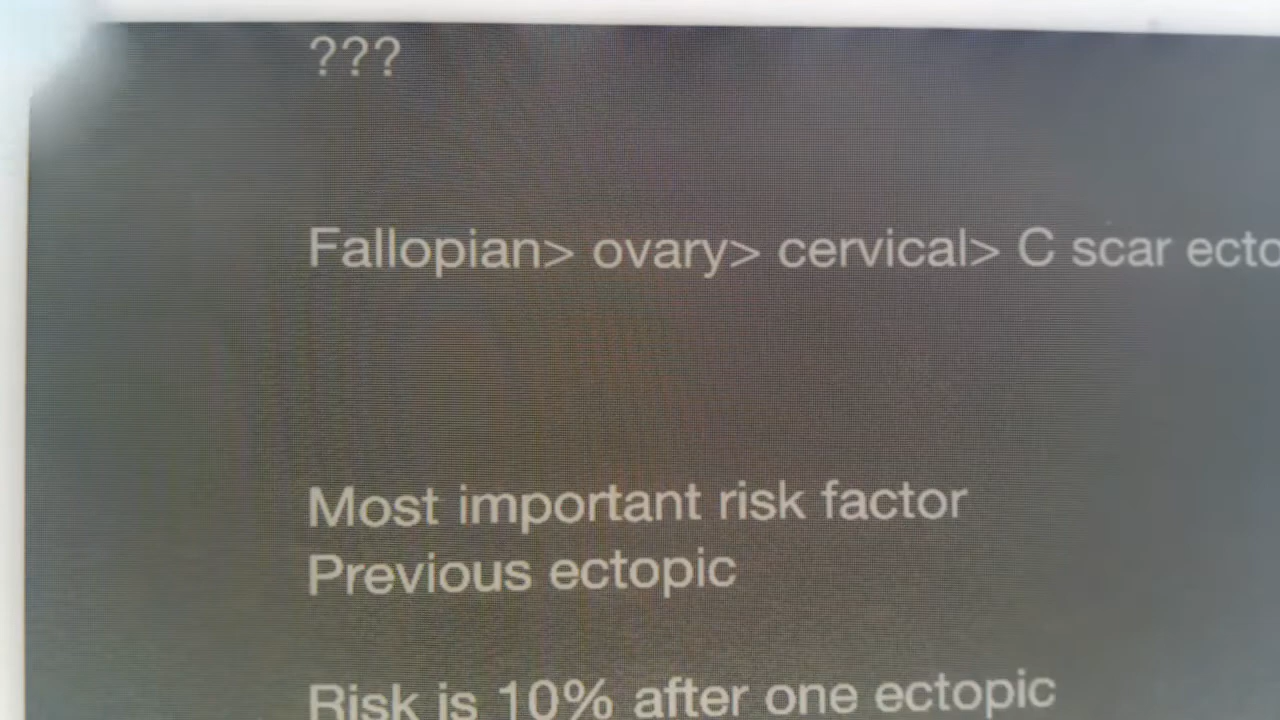 ???
Fallopian> ovary> cervical> C scar ecto
Most important risk factor
Previous ectopic
Risk is 10% after one ectopic